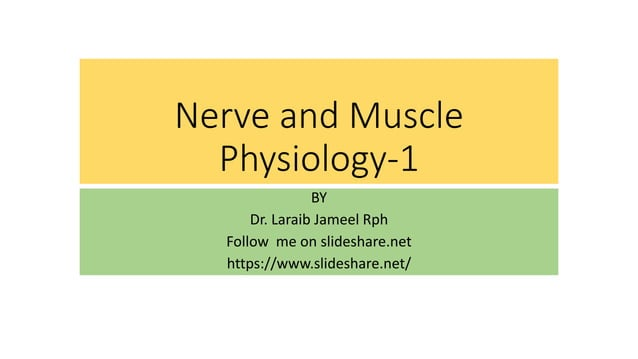 Nerve and Muscle
Physiology-1
BY
Dr. Laraib Jameel Rph
Follow  me on slideshare.net
https://www.slideshare.net/